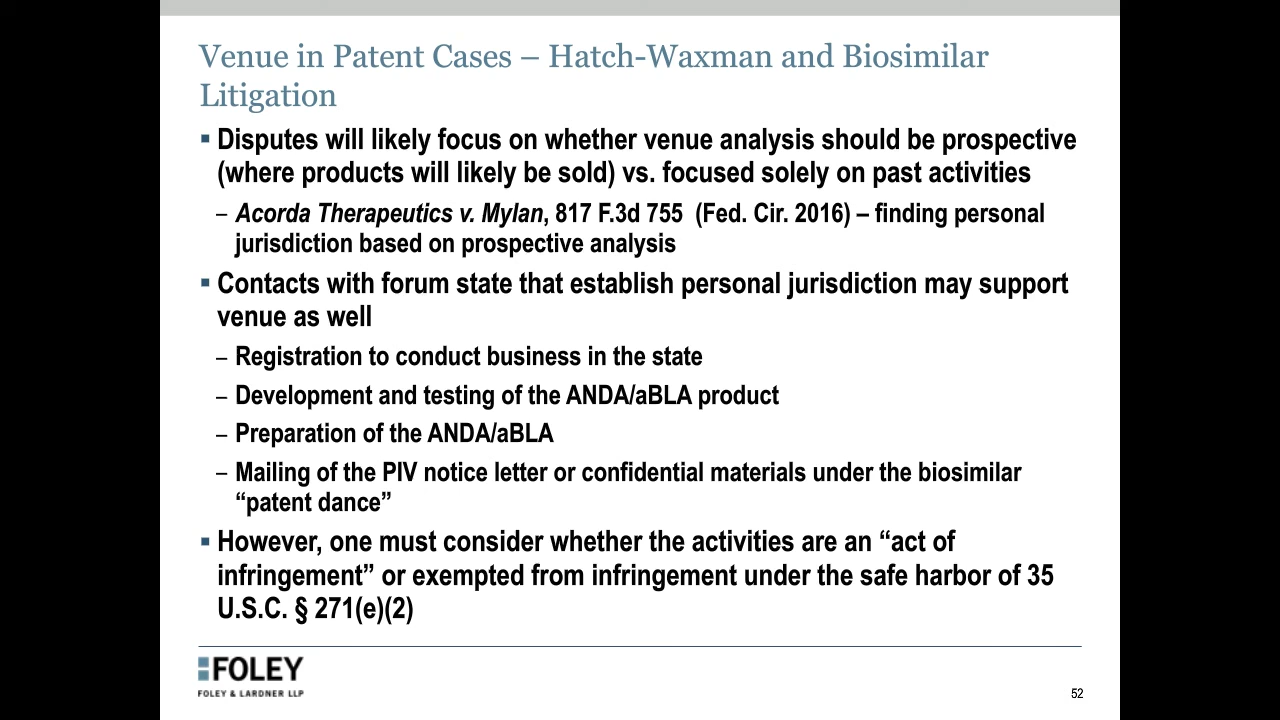 Venue in Patent Cases – Hatch-Waxman and Biosimilar
Litigation
▪ Disputes will likely focus on whether venue analysis should be prospective
(where products will likely be sold) vs. focused solely on past activities
– Acorda Therapeutics v. Mylan, 817 F.3d 755 (Fed. Cir. 2016) – finding personal
jurisdiction based on prospective analysis
▪ Contacts with forum state that establish personal jurisdiction may support
venue as well
– Registration to conduct business in the state
– Development and testing of the ANDA/aBLA product
– Preparation of the ANDA/aBLA
– Mailing of the PIV notice letter or confidential materials under the biosimilar
“patent dance”
▪ However, one must consider whether the activities are an “act of
infringement” or exempted from infringement under the safe harbor of 35
U.S.C. § 271(e)(2)
FOLEY
FOLEY & LARDNER LLP
52